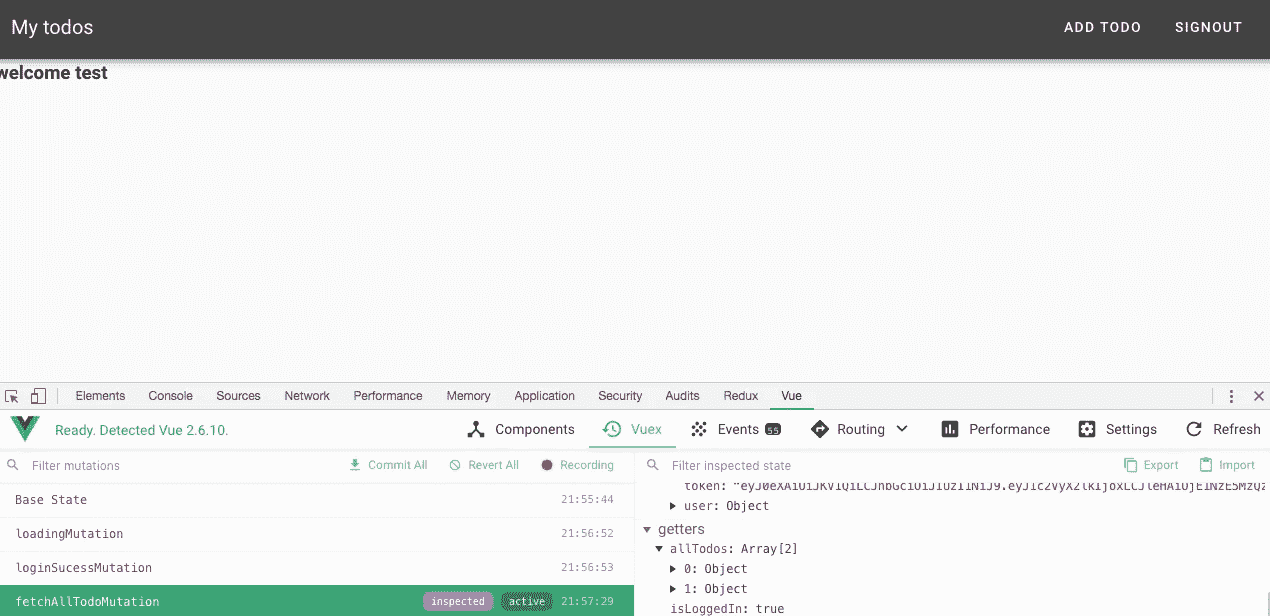 My todos ADD TODO SIGNOUT
welcome test
Elements Console Sources Network Performance Memory Application Security Audits Redux Vue
Ready. Detected Vue 2.6.10. Components Vuex Events 55 Routing Performance Settings Refresh
Filter mutations Commit All Revert All Recording
Filter inspected state Export Import
Base State 21:55:44
loadingMutation 21:56:52
loginSucessMutation 21:56:53
fetchAllTodoMutation inspected active 21:57:29
token:
user: Object
getters
allTodos: Array[2]
0: Object
1: Object
isLoggedIn: true